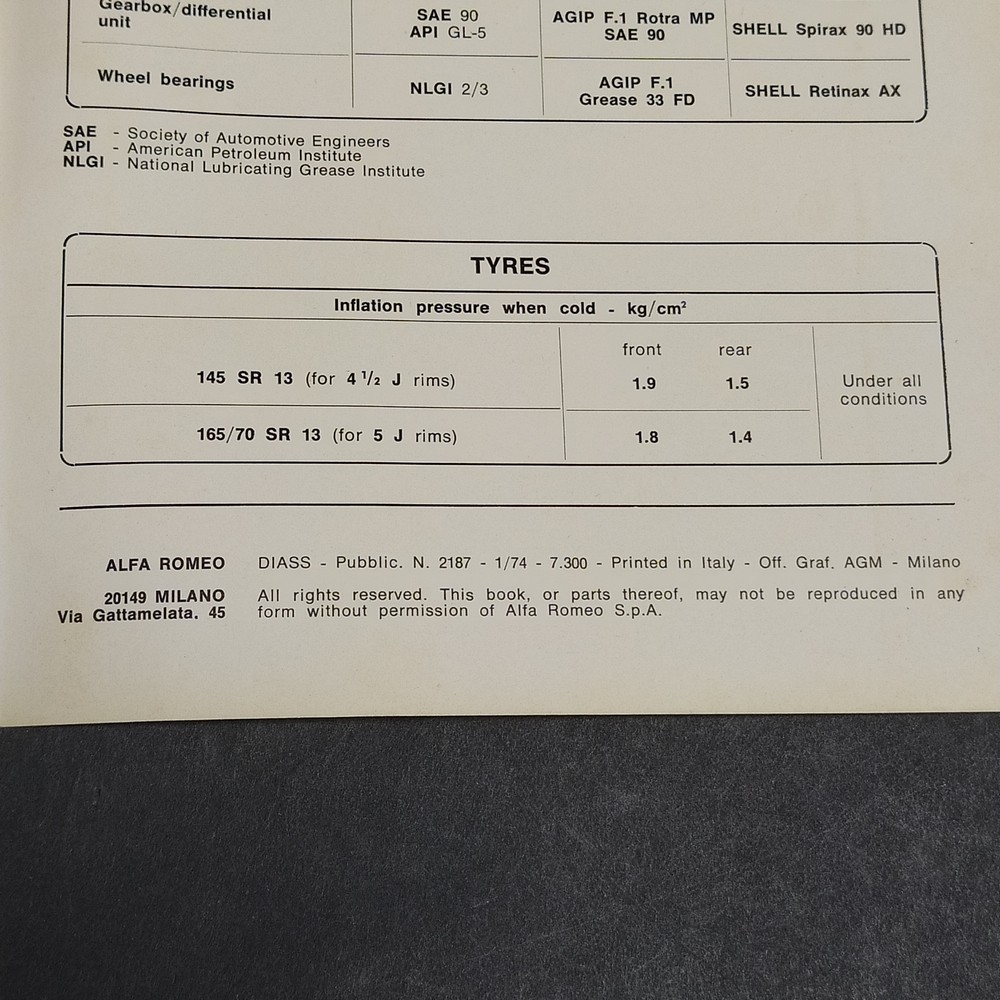 Gearbox/differential
unit
SAE 90
API GL-5
AGIP F.1 Rotra MP
SAE 90
SHELL Spirax 90 HD
Wheel bearings
NLGI 2/3
AGIP F.1
Grease 33 FD
SHELL Retinax AX
SAE - Society of Automotive Engineers
API - American Petroleum Institute
NLGI - National Lubricating Grease Institute
TYRES
Inflation pressure when cold - kg/cm²
front rear
145 SR 13 (for 4 1/2 J rims) 1.9 1.5
Under all
conditions
165/70 SR 13 (for 5 J rims) 1.8 1.4
ALFA ROMEO DIASS - Pubblic. N. 2187 - 1/74 - 7.300 - Printed in Italy - Off. Graf. AGM - Milano
20149 MILANO All rights reserved. This book, or parts thereof, may not be reproduced in any
Via Gattamelata. 45 form without permission of Alfa Romeo S.p.A.